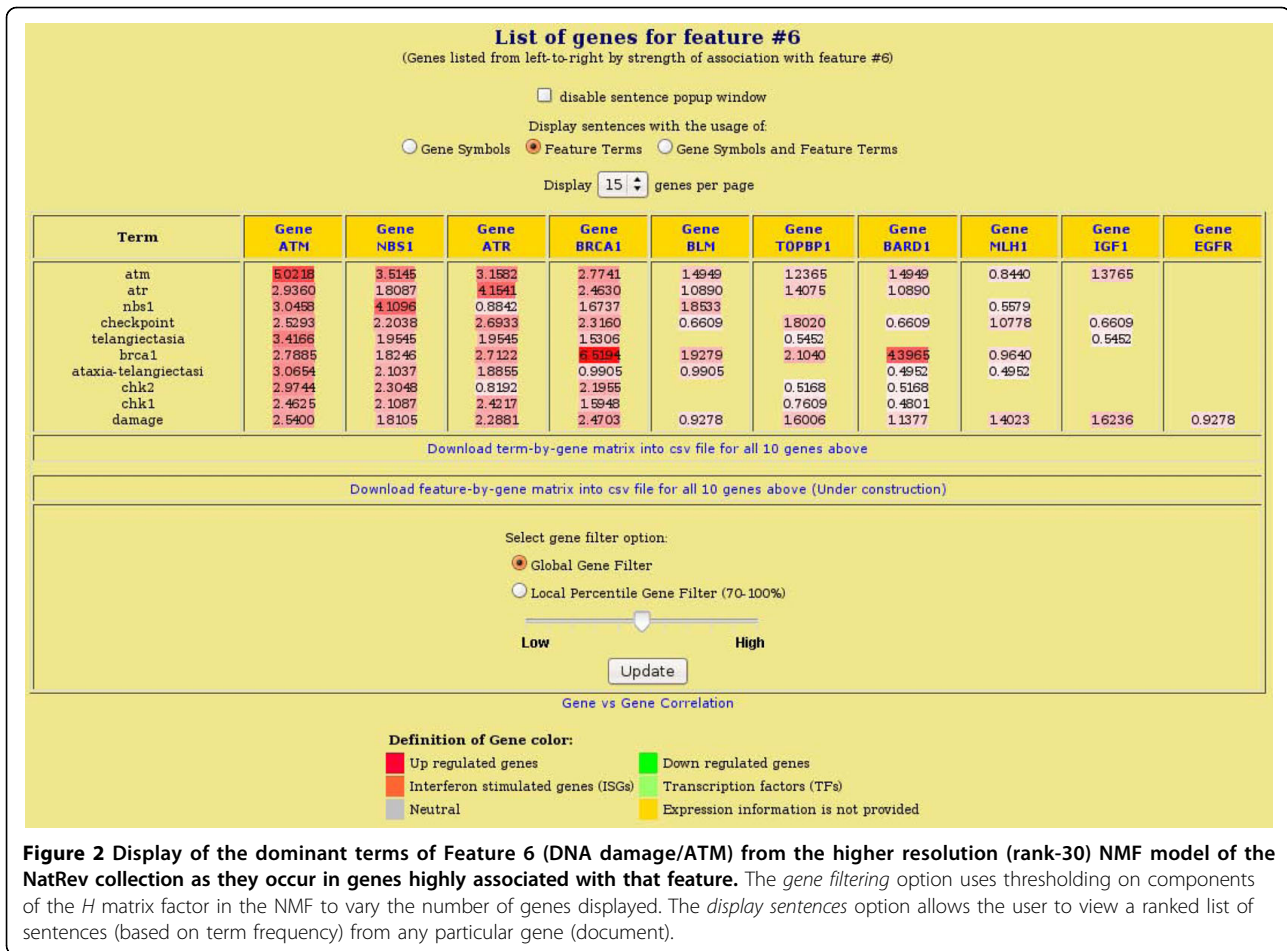 List of genes for feature #6
(Genes listed from left-to-right by strength of association with feature #6)
disable sentence popup window
Display sentences with the usage of:
Gene Symbols Feature Terms Gene Symbols and Feature Terms
Display 15 genes per page
Term Gene ATM Gene NBS1 Gene ATR Gene BRCA1 Gene BLM Gene TOPBP1 Gene BARD1 Gene MLH1 Gene IGF1 Gene EGFR
atm 5.0218 3.5145 3.1582 2.7741 1.4949 1.2365 1.4949 0.8440 1.3765
atr 2.9360 1.8087 4.1541 2.4630 1.0890 1.4075 1.0890
nbs1 3.0458 4.1096 0.8842 1.6737 1.8533 0.5579
checkpoint 2.5293 2.2038 2.6933 2.3160 0.6609 1.8020 0.6609 1.0778 0.6609
telangiectasia 3.4166 1.9545 1.9545 1.5306 0.5452 0.5452
brca1 2.7885 1.8246 2.7122 6.5194 1.9279 2.1040 4.3965 0.9640
ataxia-telangiectasi 3.0654 2.1037 1.8855 0.9905 0.9905 0.4952 0.4952
chk2 2.9744 2.3048 0.8192 2.1955 0.5168 0.5168
chk1 2.4625 2.1087 2.4217 1.5948 0.7609 0.4801
damage 2.5400 1.8105 2.2881 2.4703 0.9278 1.6006 1.1377 1.4023 1.6236 0.9278
Download term-by-gene matrix into csv file for all 10 genes above
Download feature-by-gene matrix into csv file for all 10 genes above (Under construction)
Select gene filter option:
Global Gene Filter
Local Percentile Gene Filter (70-100%)
Low High
Update
Gene vs Gene Correlation
Definition of Gene color:
Up regulated genes Down regulated genes
Interferon stimulated genes (ISGs) Transcription factors (TFs)
Neutral Expression information is not provided
Figure 2 Display of the dominant terms of Feature 6 (DNA damage/ATM) from the higher resolution (rank-30) NMF model of the
NatRev collection as they occur in genes highly associated with that feature. The gene filtering option uses thresholding on components
of the H matrix factor in the NMF to vary the number of genes displayed. The display sentences option allows the user to view a ranked list of
sentences (based on term frequency) from any particular gene (document).